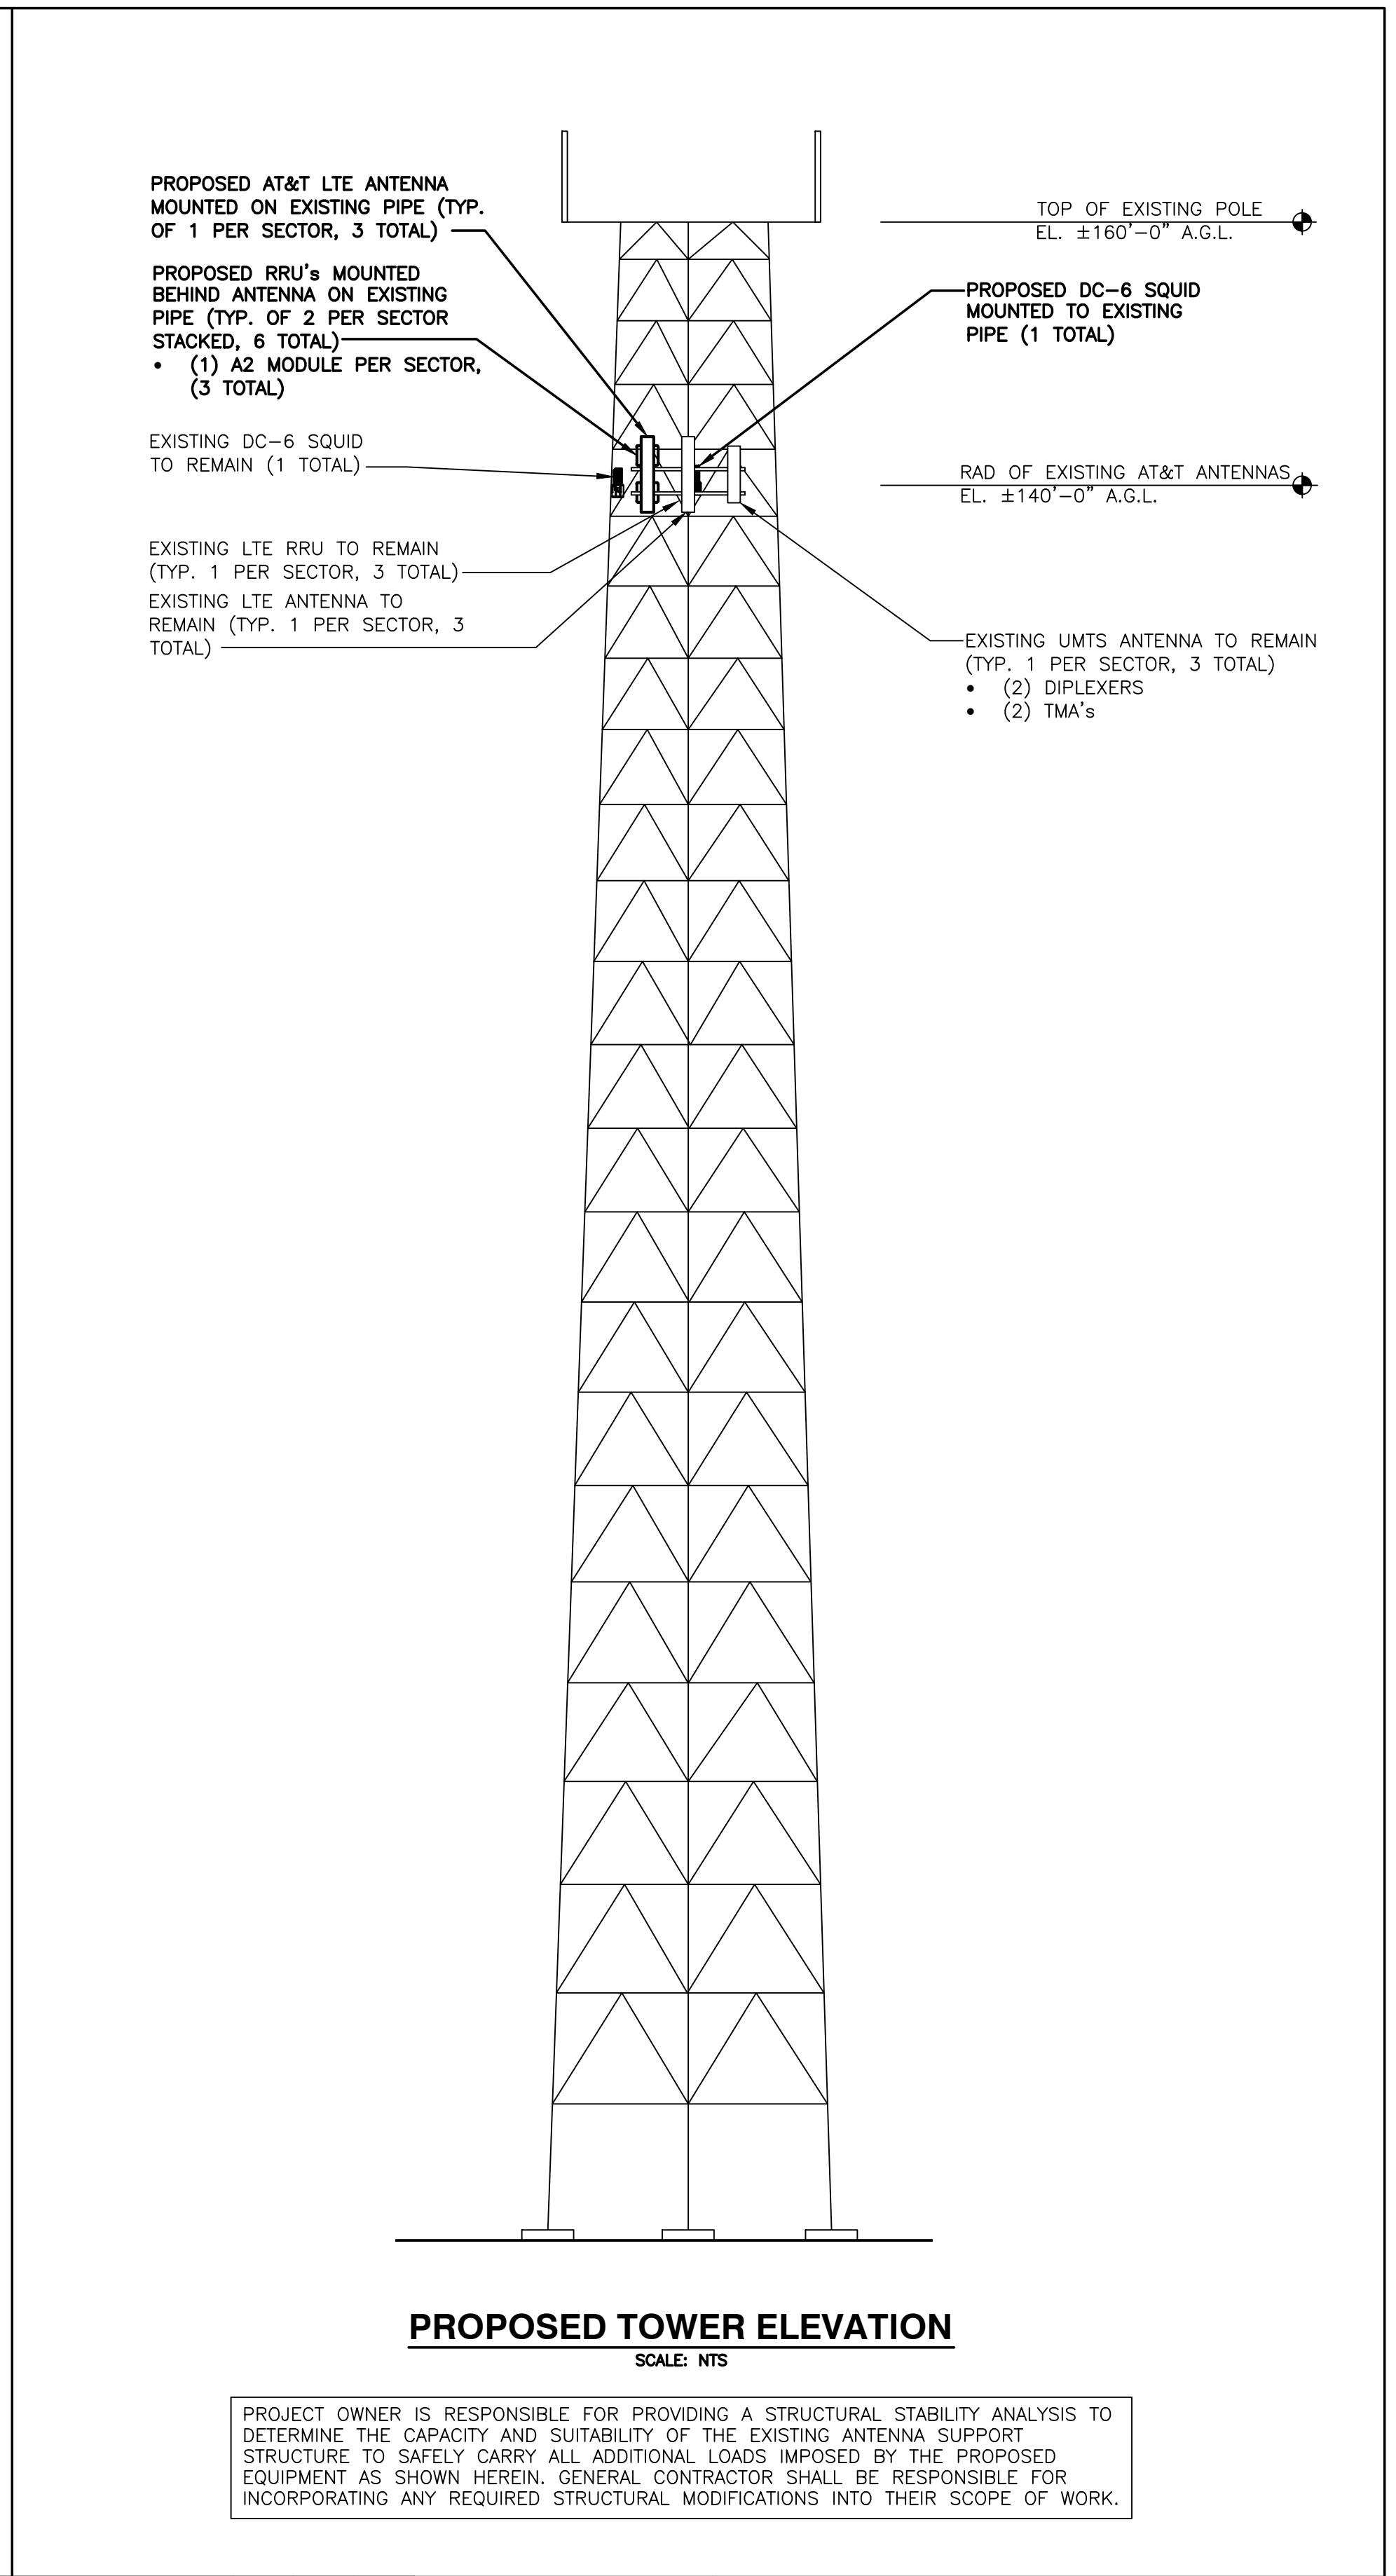 PROPOSED AT&T LTE ANTENNA
MOUNTED ON EXISTING PIPE (TYP.
OF 1 PER SECTOR, 3 TOTAL)
PROPOSED RRU's MOUNTED
BEHIND ANTENNA ON EXISTING
PIPE (TYP. OF 2 PER SECTOR
STACKED, 6 TOTAL)
• (1) A2 MODULE PER SECTOR,
(3 TOTAL)
EXISTING DC-6 SQUID
TO REMAIN (1 TOTAL)
EXISTING LTE RRU TO REMAIN
(TYP. 1 PER SECTOR, 3 TOTAL)
EXISTING LTE ANTENNA TO
REMAIN (TYP. 1 PER SECTOR, 3
TOTAL)
TOP OF EXISTING POLE
EL. ±160'-0" A.G.L.
PROPOSED DC-6 SQUID
MOUNTED TO EXISTING
PIPE (1 TOTAL)
RAD OF EXISTING AT&T ANTENNAS
EL. ±140'-0" A.G.L.
EXISTING UMTS ANTENNA TO REMAIN
(TYP. 1 PER SECTOR, 3 TOTAL)
• (2) DIPLEXERS
• (2) TMA's
PROPOSED TOWER ELEVATION
SCALE: NTS
PROJECT OWNER IS RESPONSIBLE FOR PROVIDING A STRUCTURAL STABILITY ANALYSIS TO
DETERMINE THE CAPACITY AND SUITABILITY OF THE EXISTING ANTENNA SUPPORT
STRUCTURE TO SAFELY CARRY ALL ADDITIONAL LOADS IMPOSED BY THE PROPOSED
EQUIPMENT AS SHOWN HEREIN. GENERAL CONTRACTOR SHALL BE RESPONSIBLE FOR
INCORPORATING ANY REQUIRED STRUCTURAL MODIFICATIONS INTO THEIR SCOPE OF WORK.